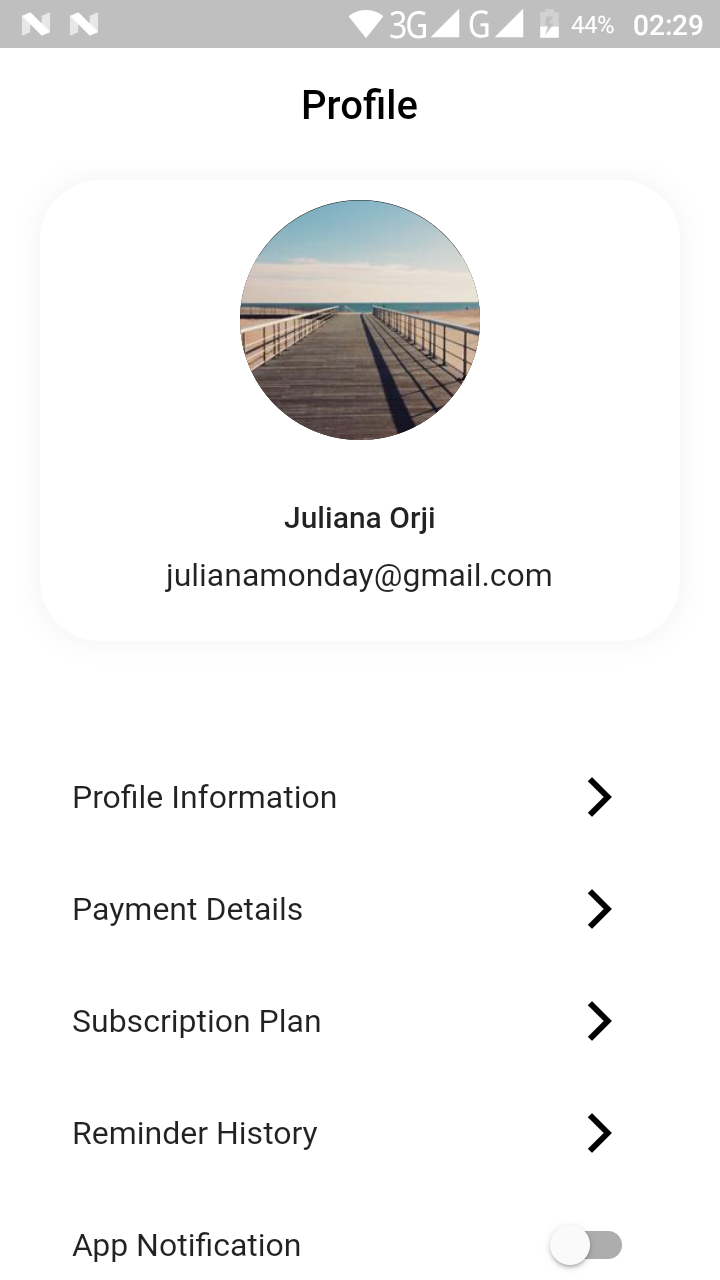 3G G 44% 02:29
Profile
Juliana Orji
julianamonday@gmail.com
Profile Information
Payment Details
Subscription Plan
Reminder History
App Notification